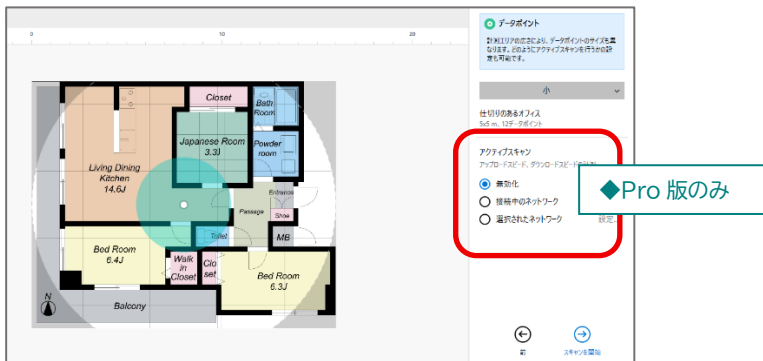 0
10
20
データポイント
計測エリアの広さにより、データポイントのサイズも異
なります。どのようにアクティブスキャンを行うかの設
定も可能です。
小
仕切りのあるオフィス
5x5 m、12データポイント
アクティブスキャン
アップロードスピード、ダウンロードスピード
無効化
接続中のネットワーク
選択されたネットワーク
設定...
◆Pro 版のみ
前
スキャンを開始
Closet
Bath
Room
Japanese Room
3.3J
Powder
room
Living Dining
Kitchen
14.6J
Entrance
Passage
Shoe
Toilet
MB
Bed Room
6.4J
Walk
in
Closet
Clo
set
Bed Room
6.3J
N
Balcony